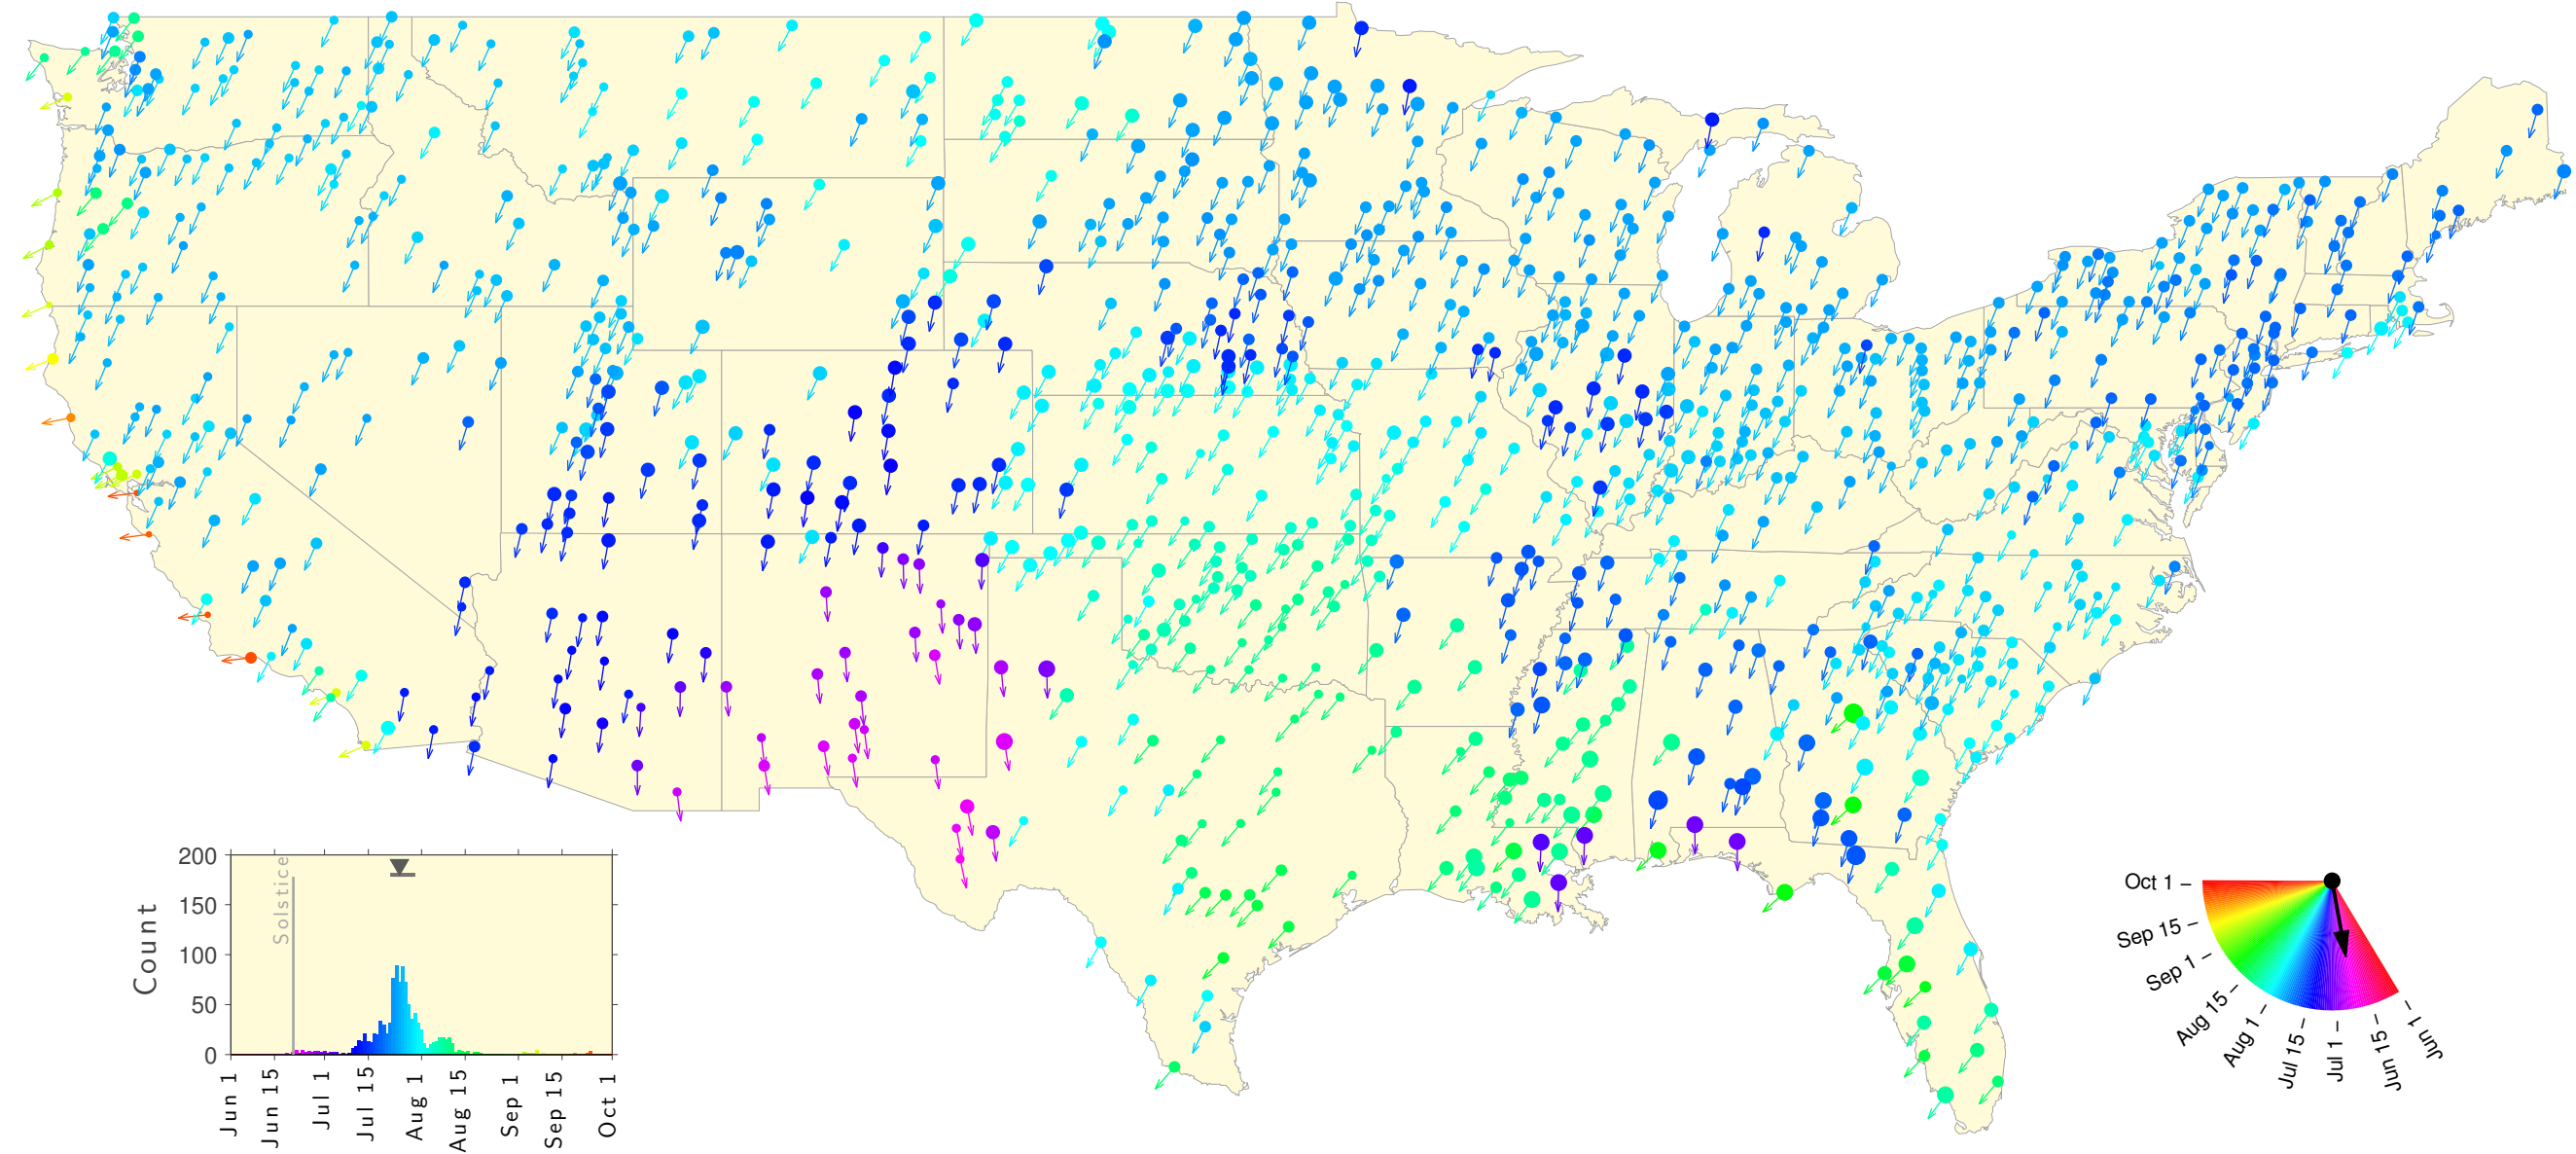 200
150
100
50
0
Count
Solstice
Jun 1
Jun 15
Jul 1
Jul 15
Aug 1
Aug 15
Sep 1
Sep 15
Oct 1
Oct 1 –
Sep 15 –
Sep 1 –
Aug 15 –
Aug 1 –
Jul 15 –
Jul 1 –
Jun 15 –
Jun 1 –